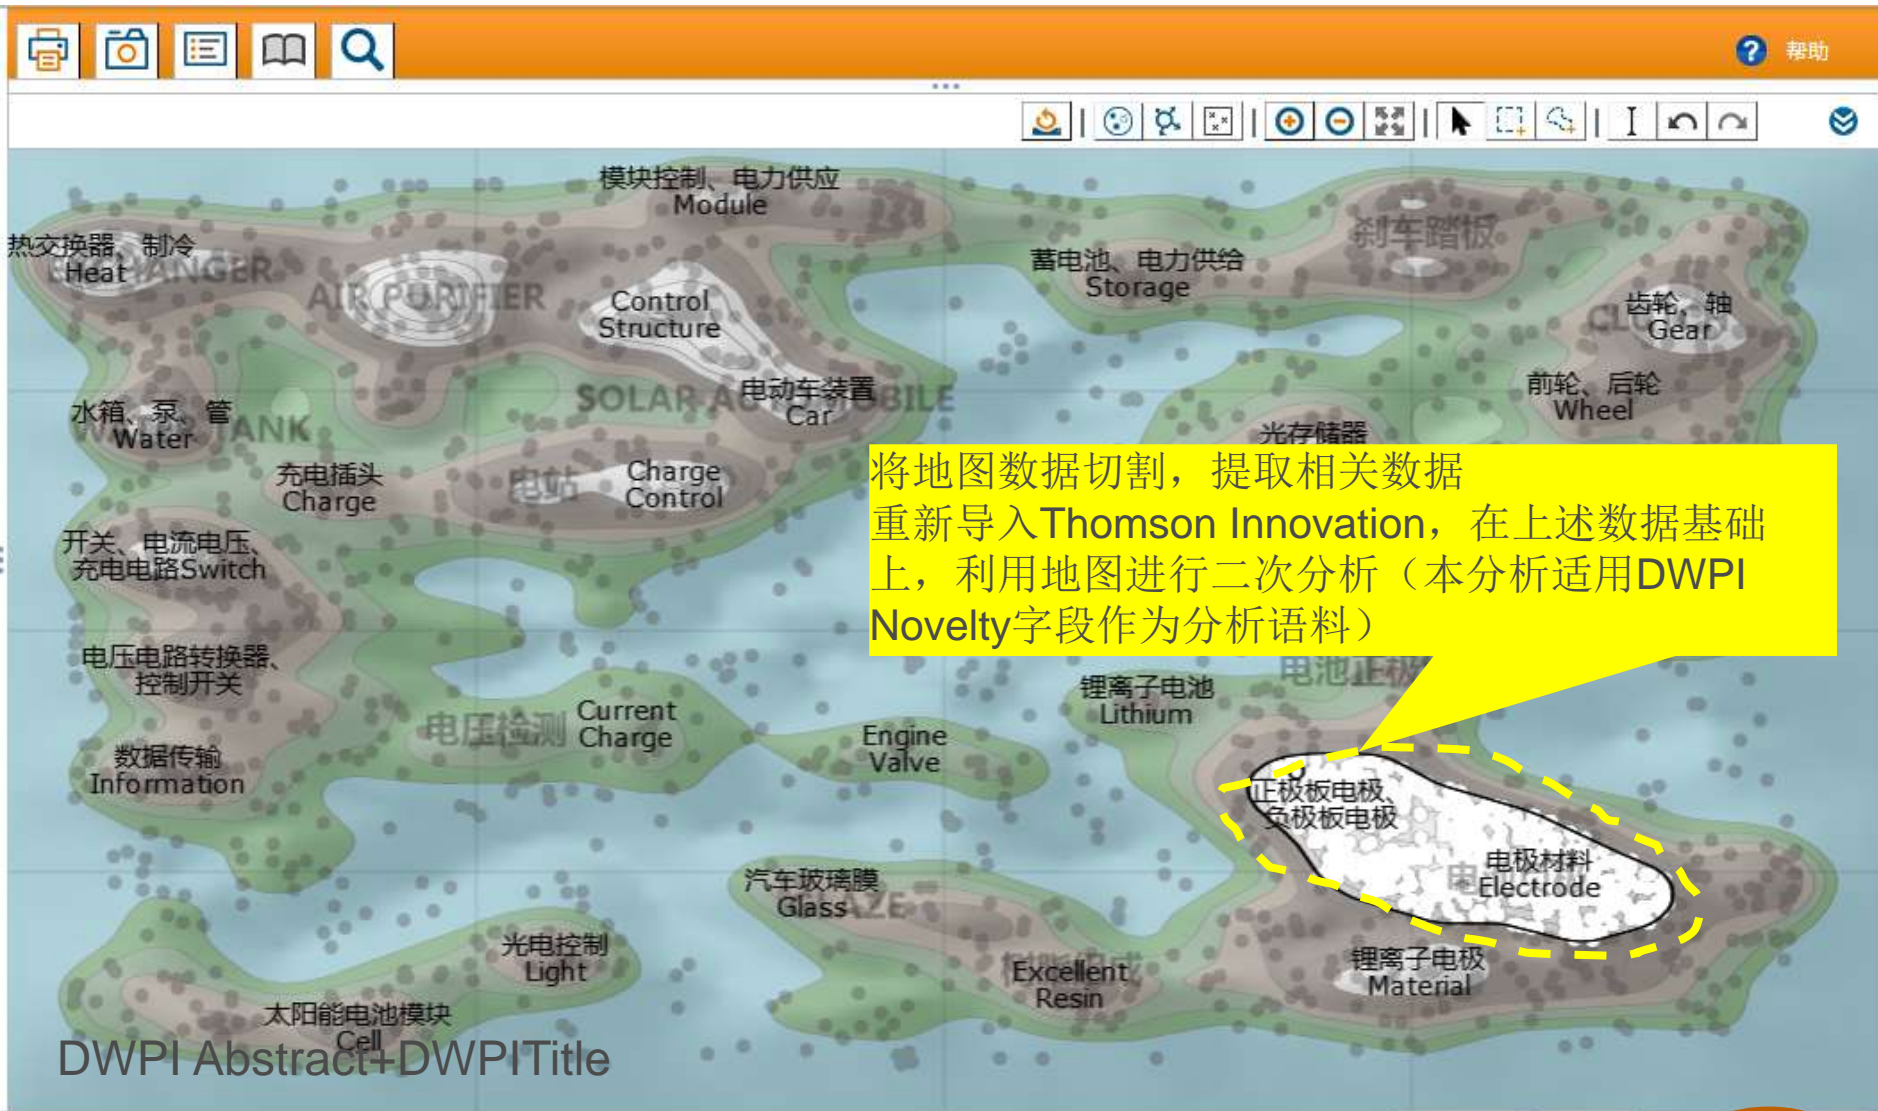 帮助
模块控制、电力供应
Module
刹车踏板
热交换器、制冷
Heat
AIR PURIFIER
Control
Structure
蓄电池、电力供给
Storage
齿轮、轴
Gear
电动车装置
Car
SOLAR AUTOMOBILE
前轮、后轮
Wheel
水箱、泵、管
Water
TANK
光存储器
充电插头
Charge
电站
Charge
Control
将地图数据切割，提取相关数据
重新导入Thomson Innovation，在上述数据基础
上，利用地图进行二次分析（本分析适用DWPI
Novelty字段作为分析语料）
开关、电流电压、
充电电路Switch
电压电路转换器、
控制开关
电池正极
锂离子电池
Lithium
电压检测
Current
Charge
Engine
Valve
数据传输
Information
正极板电极、
负极板电极
电极材料
Electrode
汽车玻璃膜
Glass
光电控制
Light
Excellent
Resin
锂离子电极
Material
太阳能电池模块
Cell
DWPI Abstract+DWPITitle